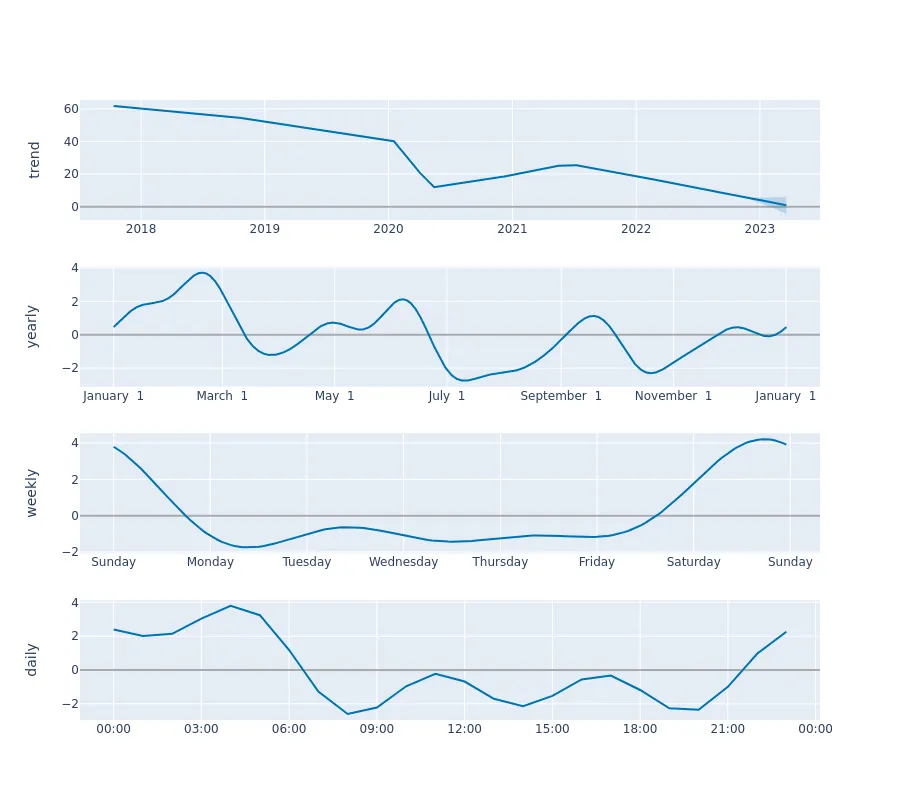 trend
60
40
20
0
2018 2019 2020 2021 2022 2023
yearly
4
2
0
−2
January 1 March 1 May 1 July 1 September 1 November 1 January 1
weekly
4
2
0
−2
Sunday Monday Tuesday Wednesday Thursday Friday Saturday Sunday
daily
4
2
0
−2
00:00 03:00 06:00 09:00 12:00 15:00 18:00 21:00 00:00